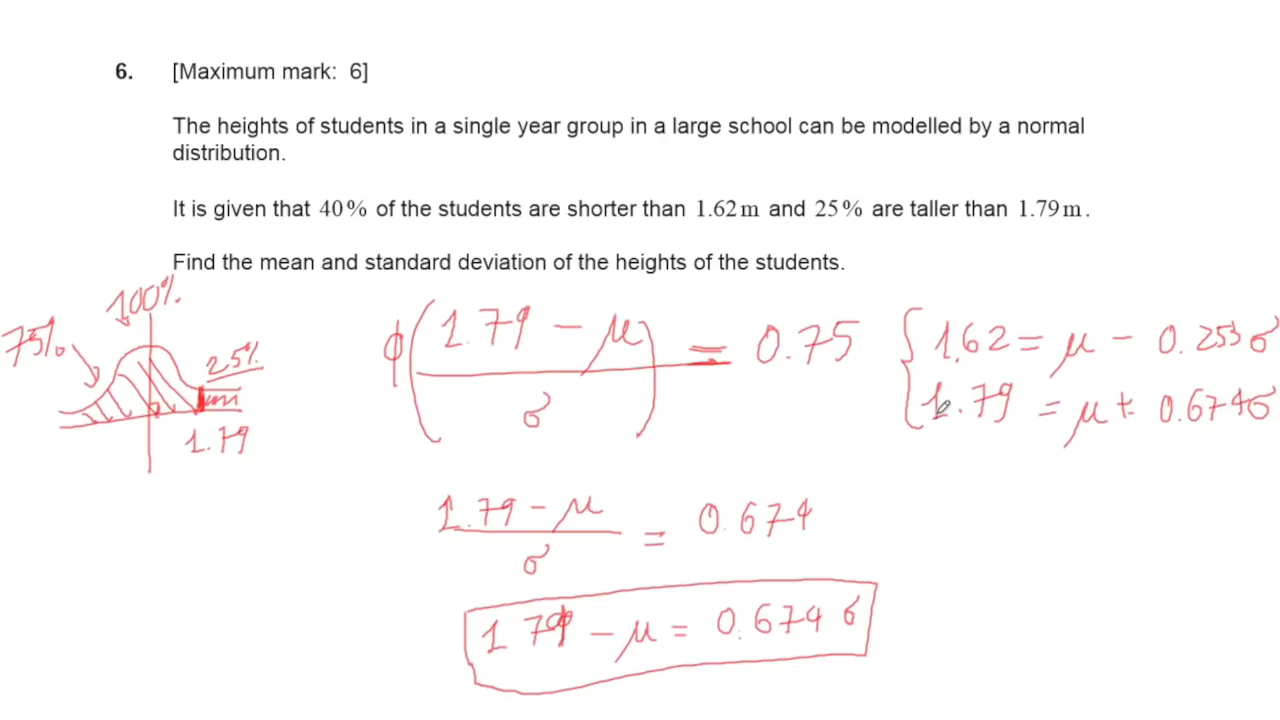 6. [Maximum mark: 6]
The heights of students in a single year group in a large school can be modelled by a normal
distribution.
It is given that 40% of the students are shorter than 1.62 m and 25% are taller than 1.79 m.
Find the mean and standard deviation of the heights of the students.
100%
75%
25%
1.79
ϕ((1.79 − μ)/σ) = 0.75
{ 1.62 = μ − 0.253σ
1.79 = μ + 0.674σ
(1.79 − μ)/σ = 0.674
1.79 − μ = 0.674 σ